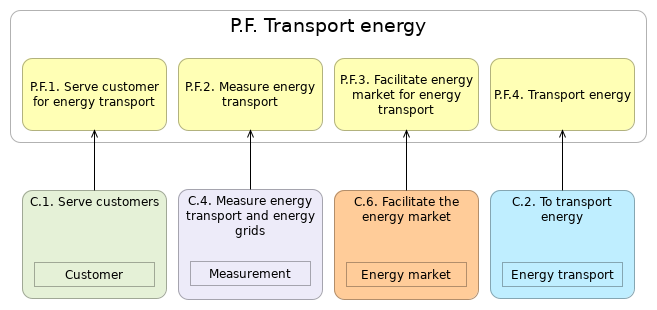 P.F. Transport energy
P.F.1. Serve customer
for energy transport
P.F.2. Measure energy
transport
P.F.3. Facilitate energy
market for energy
transport
P.F.4. Transport energy
C.1. Serve customers
Customer
C.4. Measure energy
transport and energy
grids
Measurement
C.6. Facilitate the
energy market
Energy market
C.2. To transport
energy
Energy transport